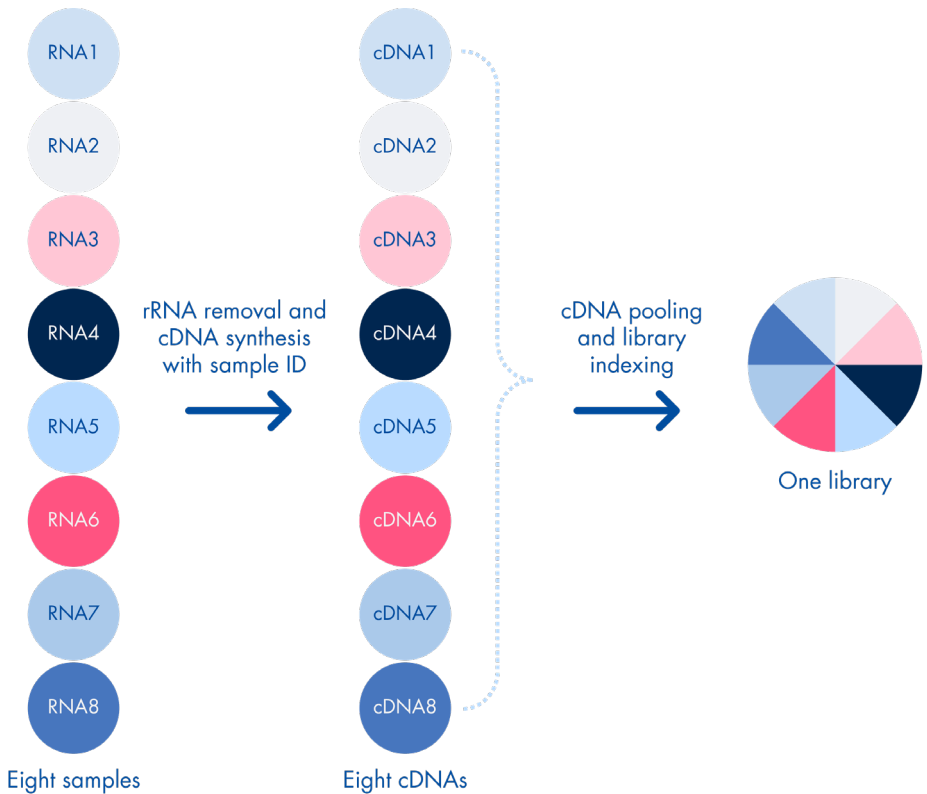 RNA1
RNA2
RNA3
RNA4
RNA5
RNA6
RNA7
RNA8
Eight samples
rRNA removal and
cDNA synthesis
with sample ID
cDNA1
cDNA2
cDNA3
cDNA4
cDNA5
cDNA6
cDNA7
cDNA8
Eight cDNAs
cDNA pooling
and library
indexing
One library